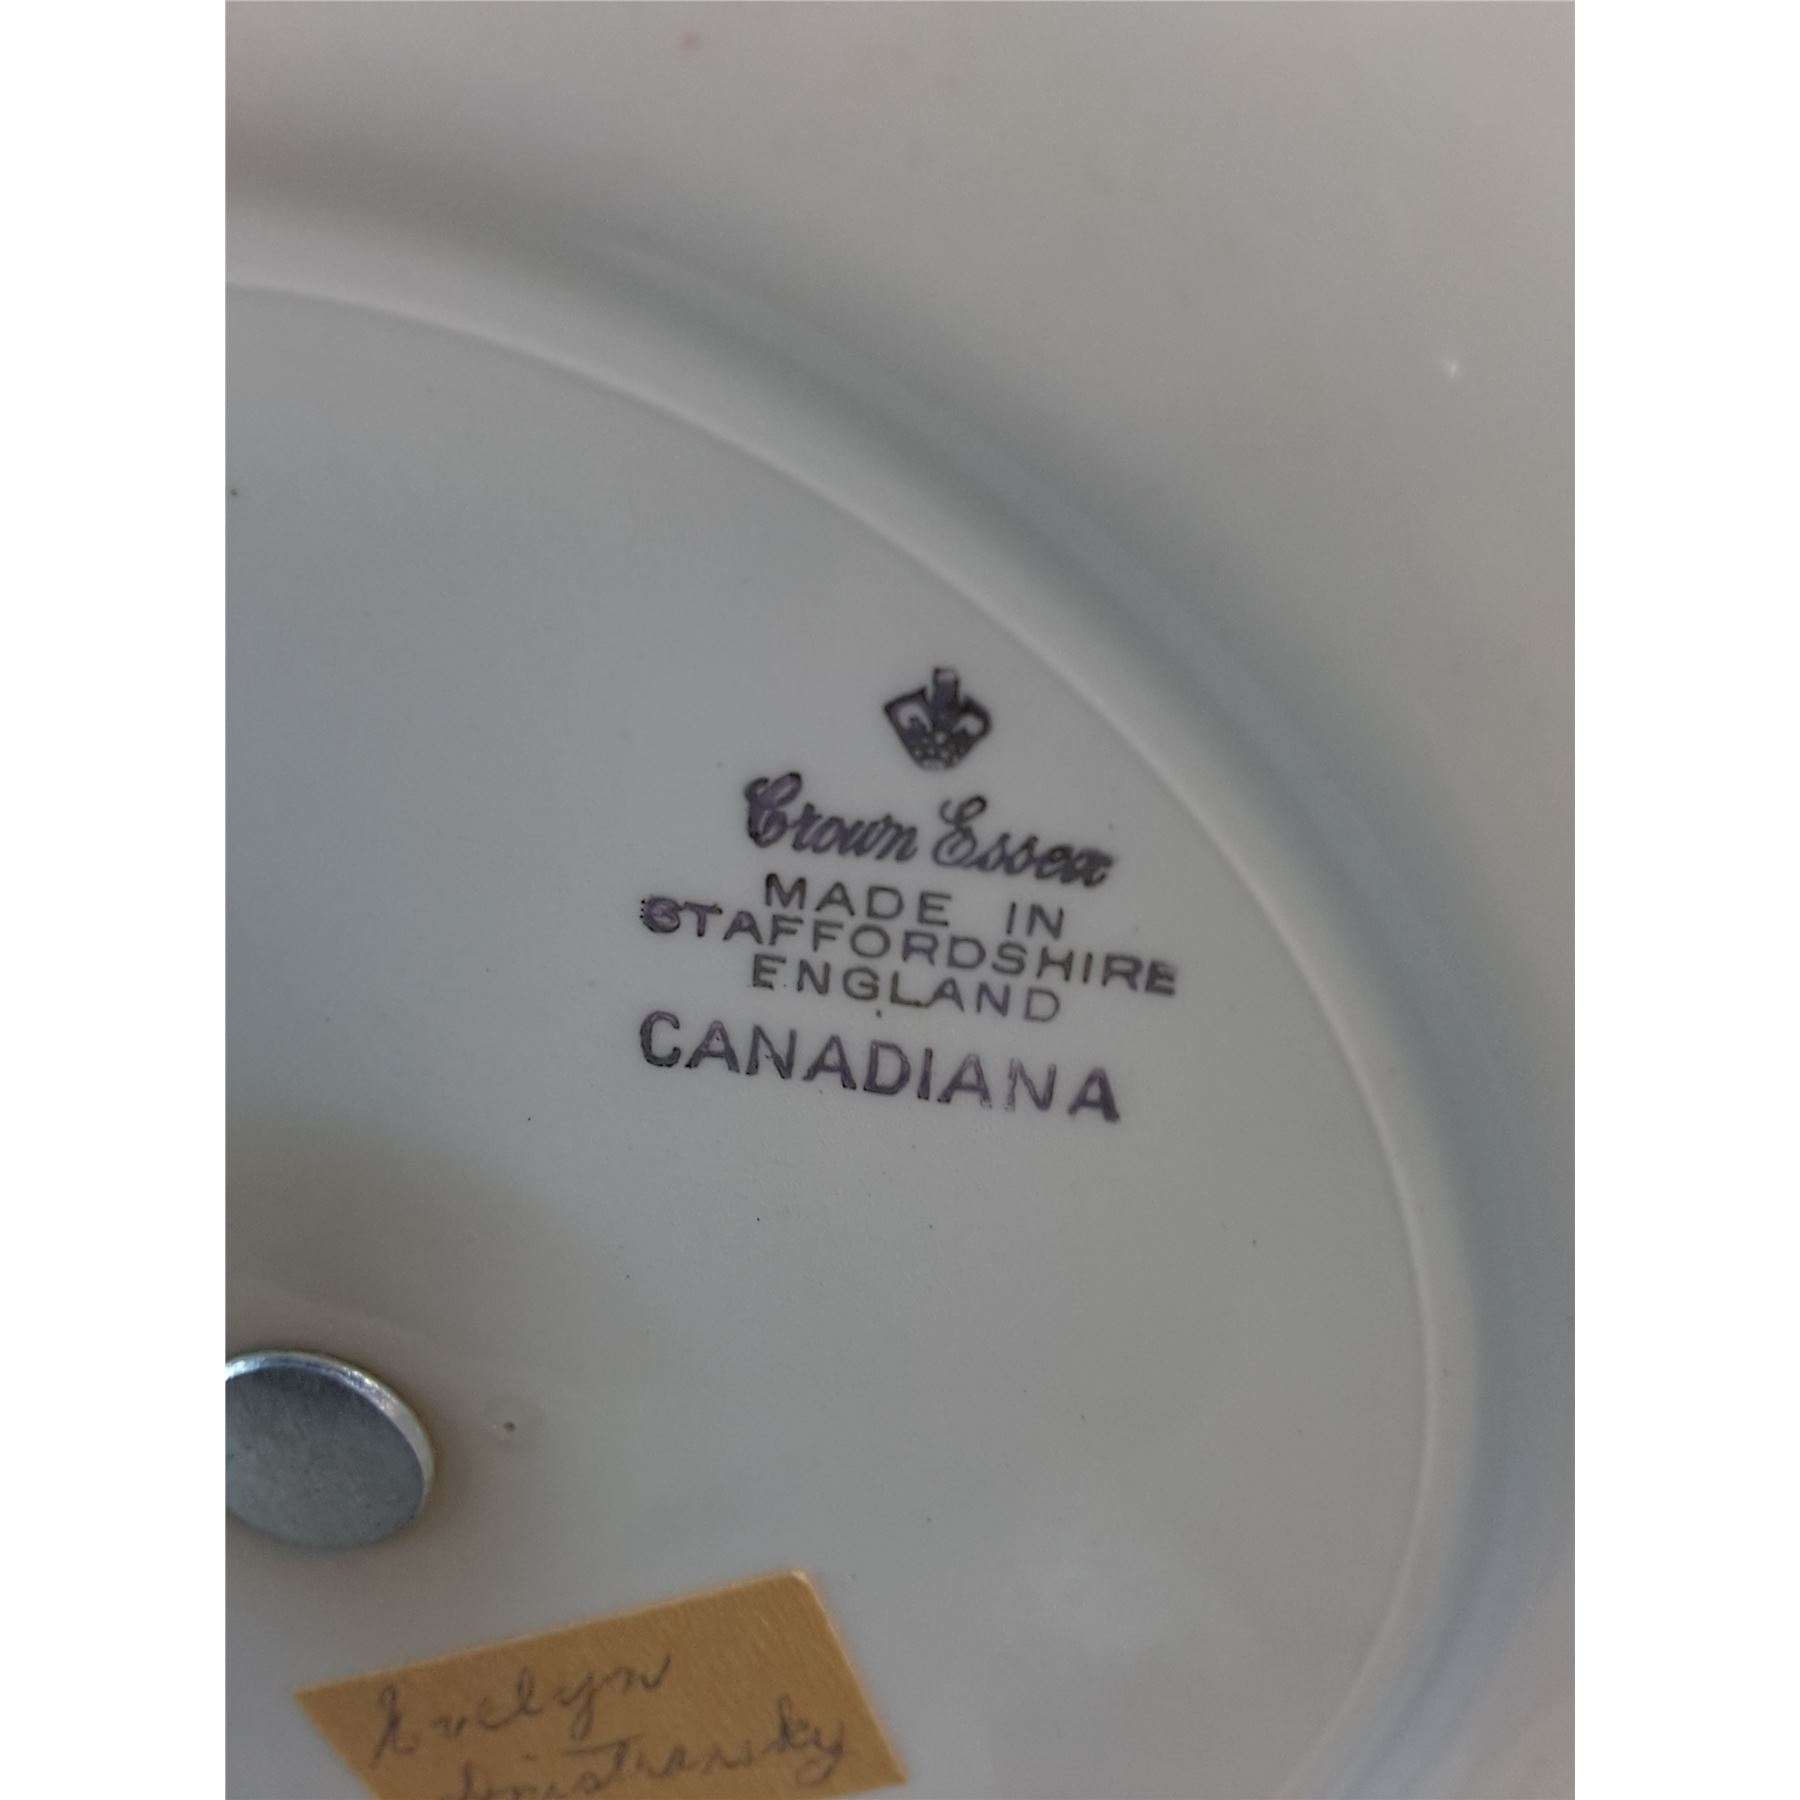 Crown Essex
MADE IN
STAFFORDSHIRE
ENGLAND
CANADIANA
Evelyn